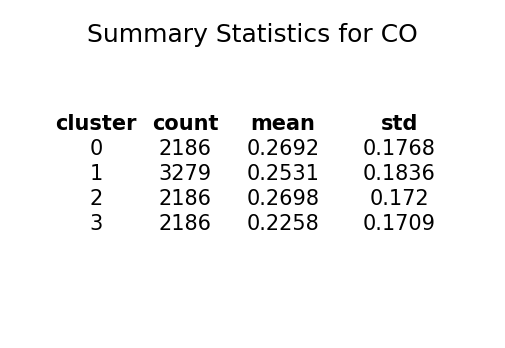 Summary Statistics for CO
cluster count mean std
0 2186 0.2692 0.1768
1 3279 0.2531 0.1836
2 2186 0.2698 0.172
3 2186 0.2258 0.1709